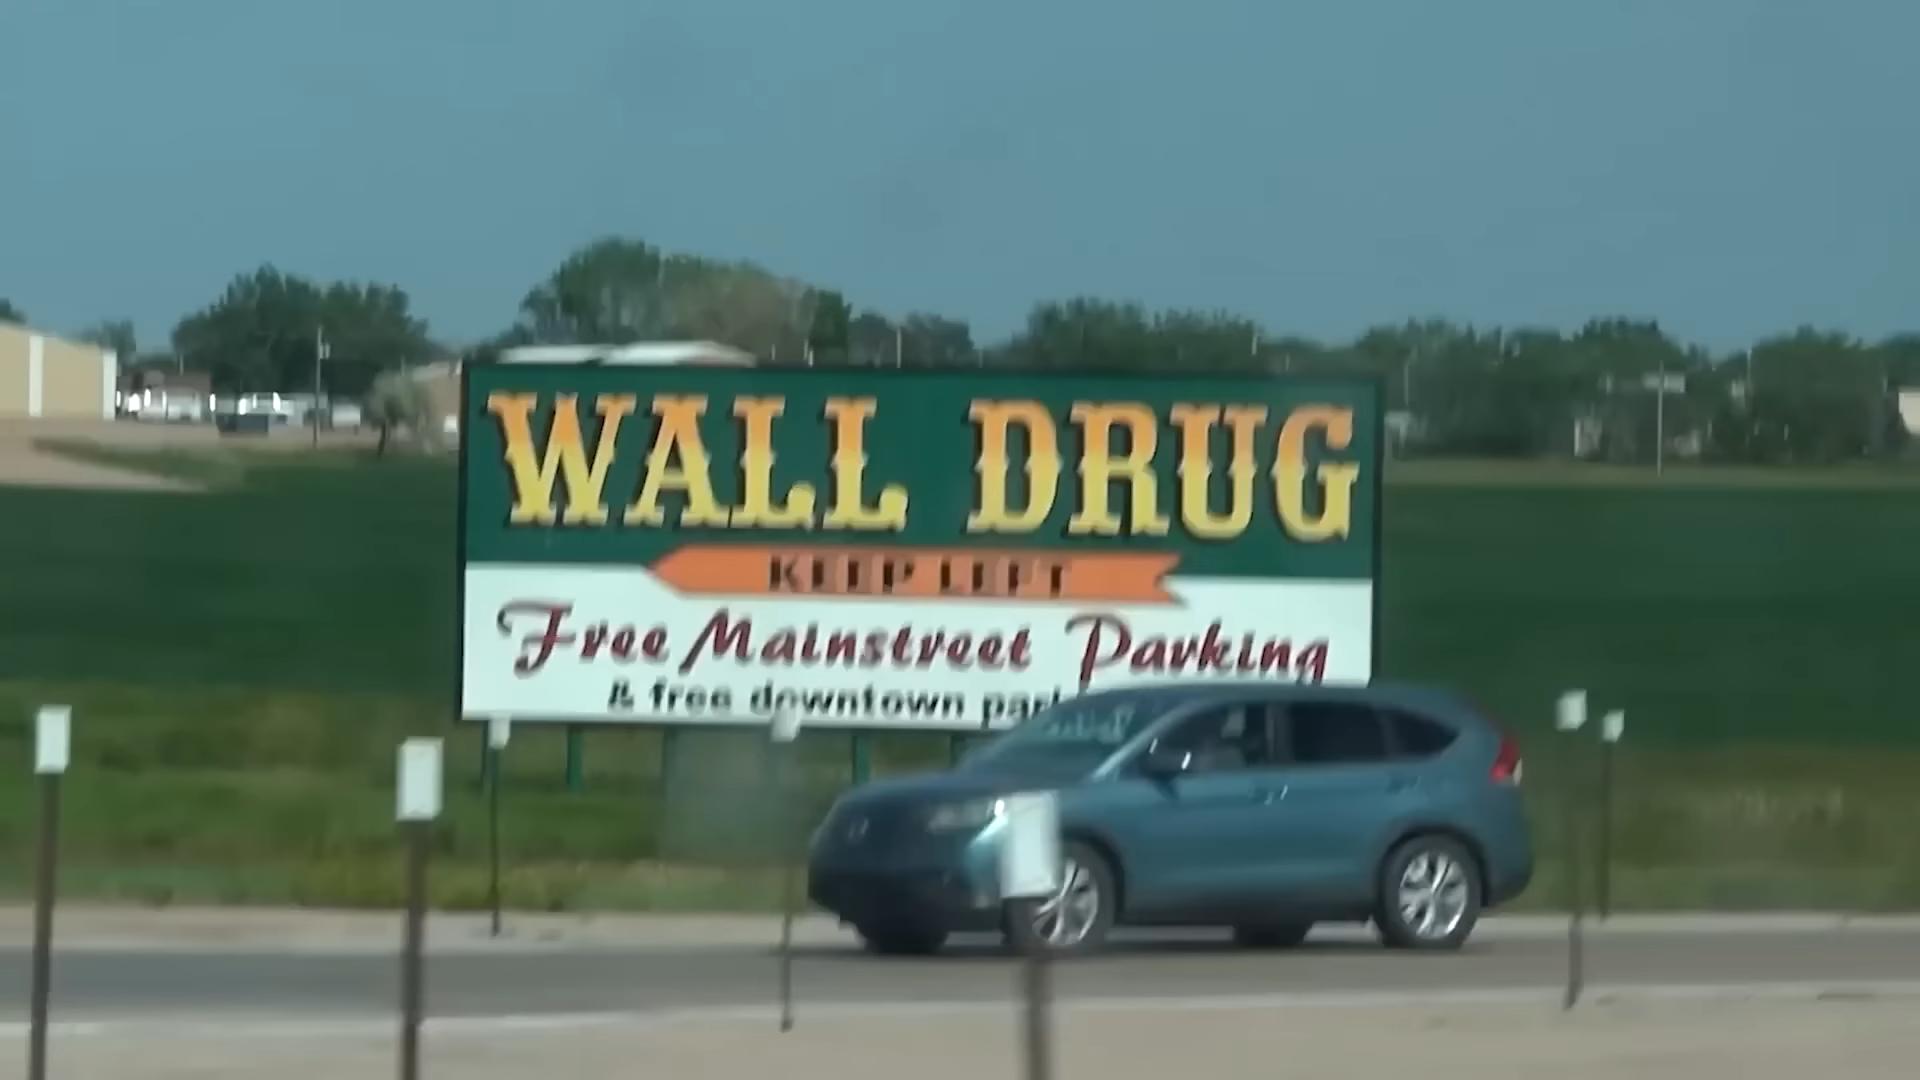 WALL DRUG
KEEP LEFT
Free Mainstreet Parking
& free downtown